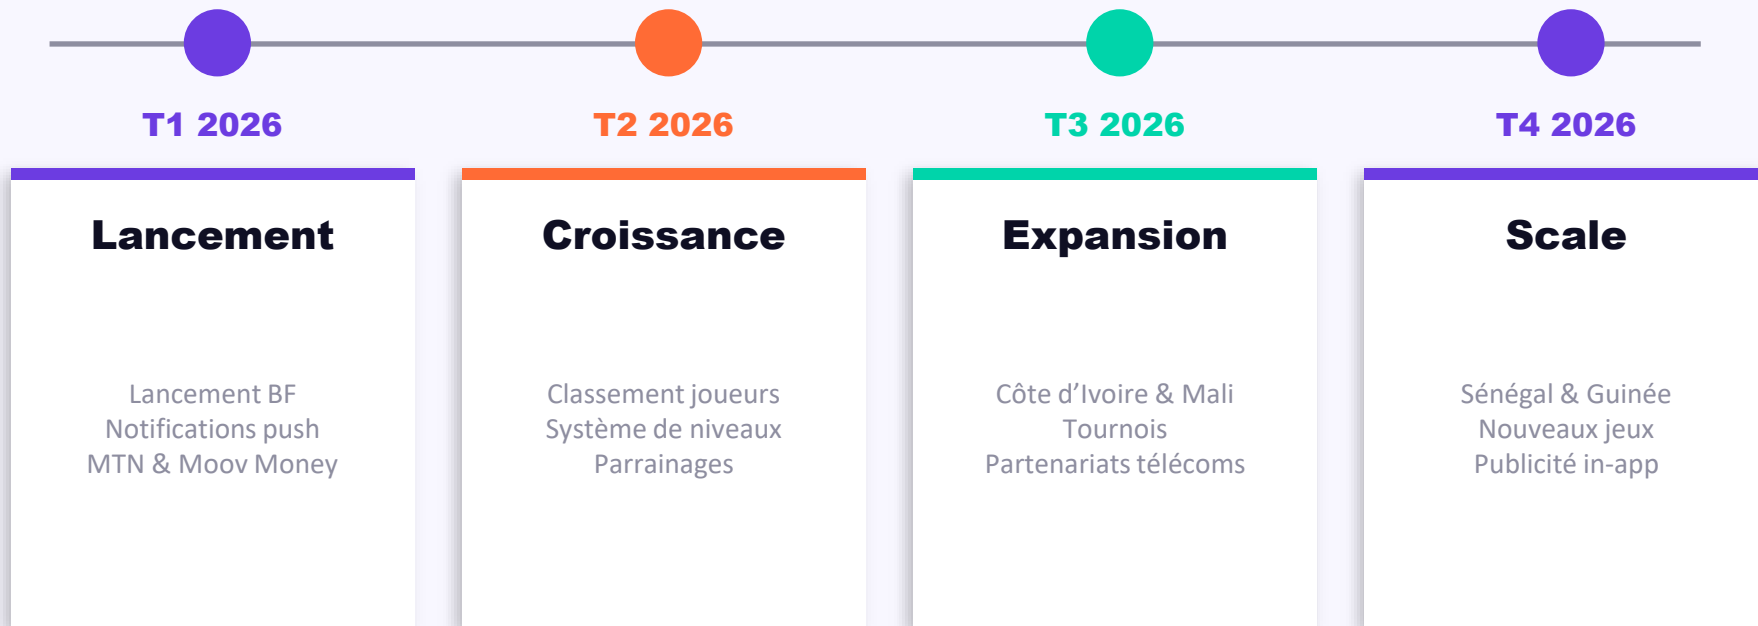 T1 2026
Lancement
Lancement BF
Notifications push
MTN & Moov Money
T2 2026
Croissance
Classement joueurs
Système de niveaux
Parrainages
T3 2026
Expansion
Côte d’Ivoire & Mali
Tournois
Partenariats télécoms
T4 2026
Scale
Sénégal & Guinée
Nouveaux jeux
Publicité in-app